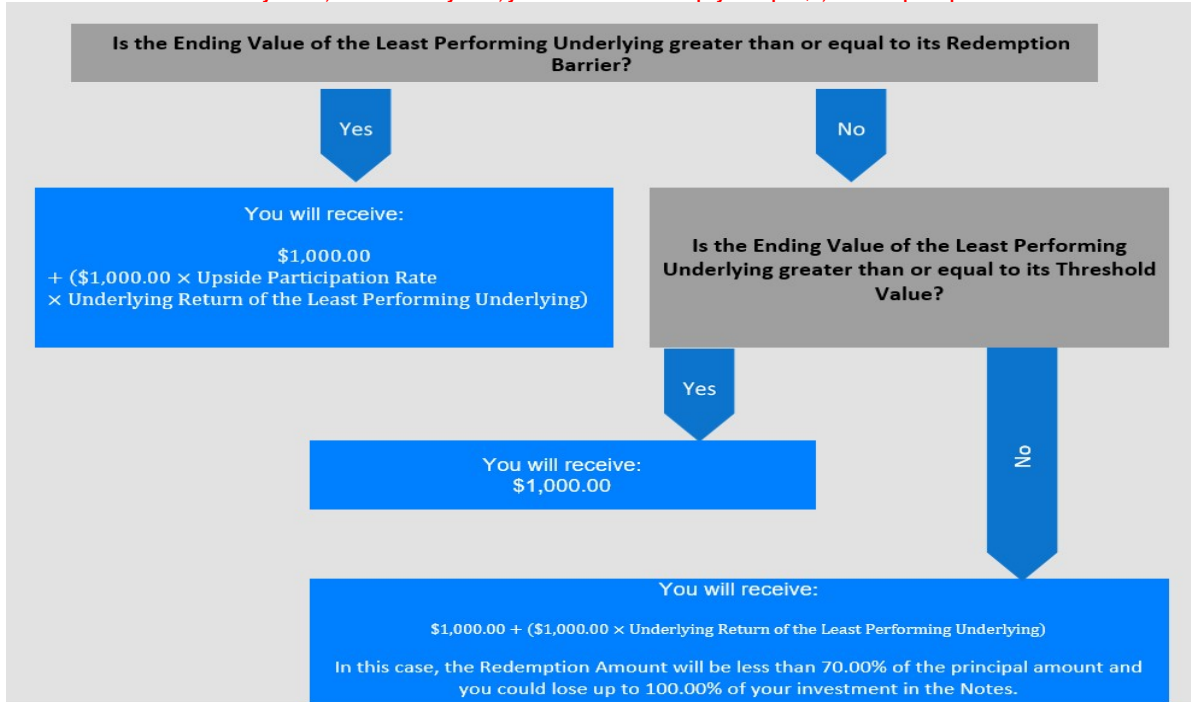 Is the Ending Value of the Least Performing Underlying greater than or equal to its Redemption
Barrier?
Yes
No
You will receive:
$1,000.00
+ ($1,000.00 × Upside Participation Rate
× Underlying Return of the Least Performing Underlying)
Is the Ending Value of the Least Performing
Underlying greater than or equal to its Threshold
Value?
Yes
No
You will receive:
$1,000.00
You will receive:
$1,000.00 + ($1,000.00 × Underlying Return of the Least Performing Underlying)
In this case, the Redemption Amount will be less than 70.00% of the principal amount and
you could lose up to 100.00% of your investment in the Notes.